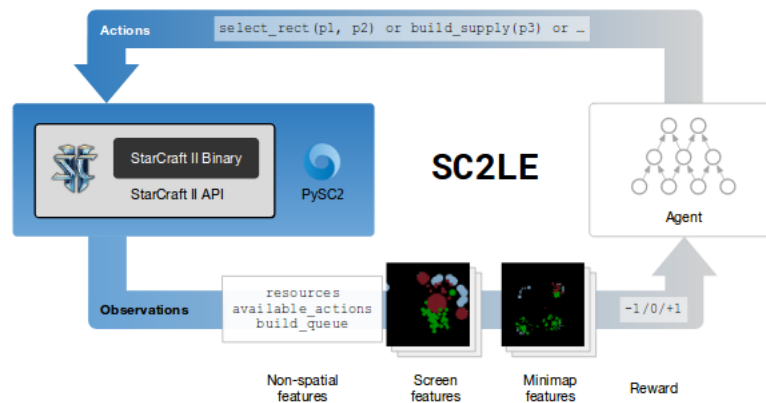 Actions
select_rect(p1, p2) or build_supply(p3) or …
StarCraft II Binary
StarCraft II API
PySC2
SC2LE
Agent
Observations
resources
available_actions
build_queue
-1/0/+1
Non-spatial
features
Screen
features
Minimap
features
Reward